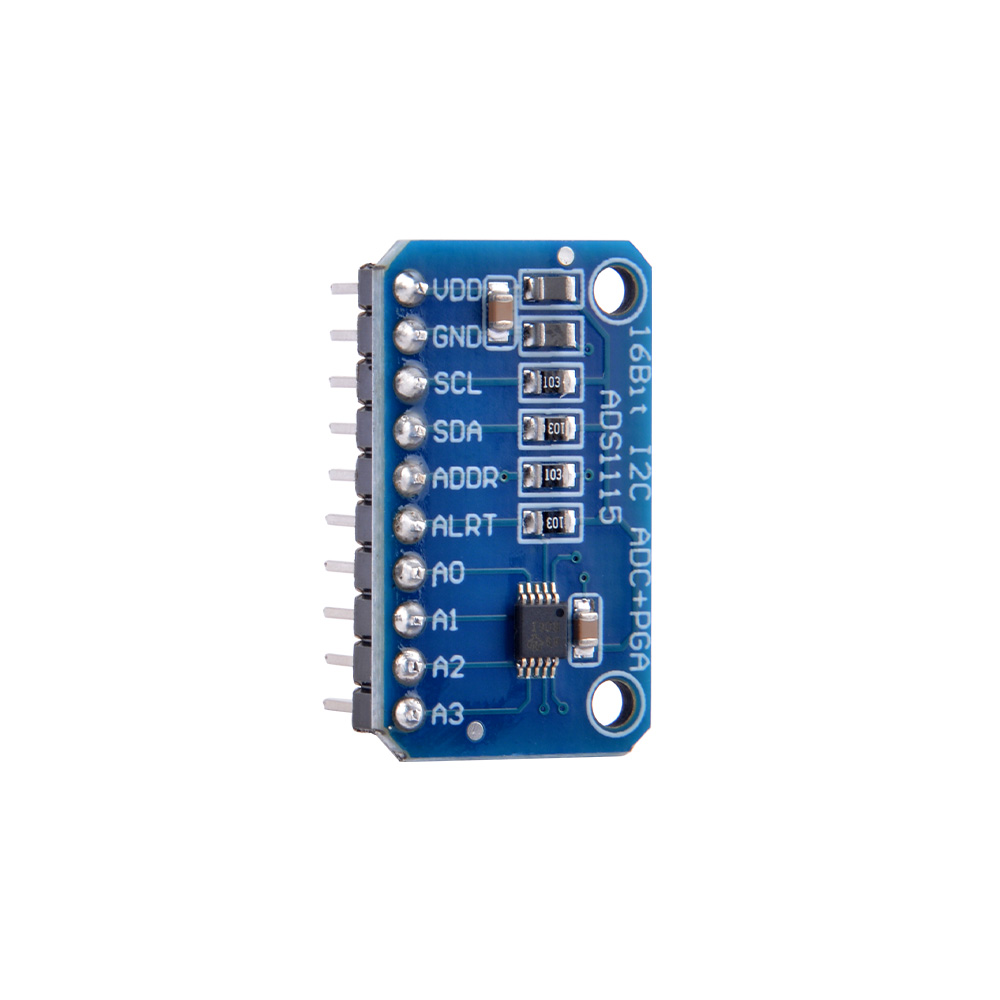 VDD
GND
SCL
SDA
ADDR
ALRT
A0
A1
A2
A3
103
103
103
103
ADS1115
16Bit I2C ADC+PGA